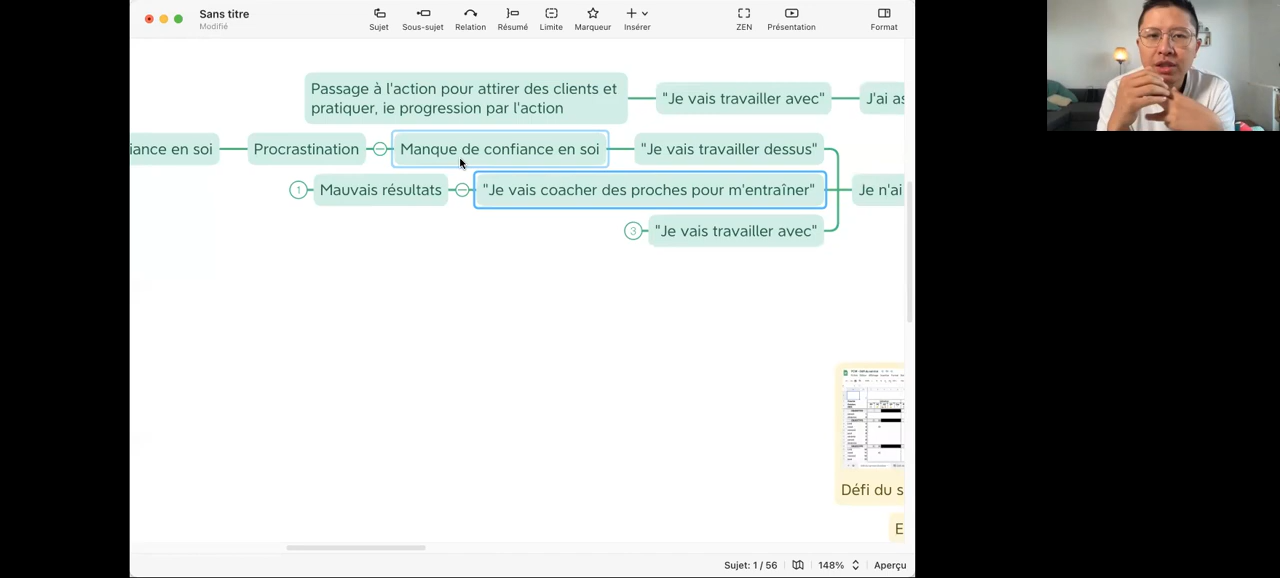 Sans titre
Modifié
Sujet
Sous-sujet
Relation
Résumé
Limite
Marqueur
Insérer
ZEN
Présentation
Format
Passage à l'action pour attirer des clients et
pratiquer, ie progression par l'action
"Je vais travailler avec"
J'ai as
iance en soi
Procrastination
Manque de confiance en soi
"Je vais travailler dessus"
1
Mauvais résultats
"Je vais coacher des proches pour m'entraîner"
Je n'ai
3
"Je vais travailler avec"
Défi du s
E
Sujet: 1 / 56
148%
Aperçu